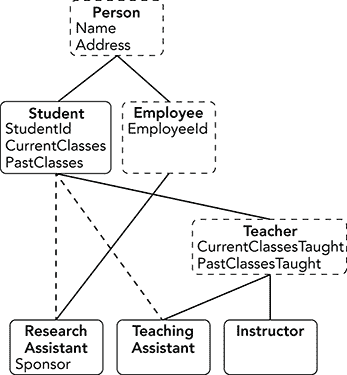 Person
Name
Address
Student
StudentId
CurrentClasses
PastClasses
Employee
EmployeeId
Teacher
CurrentClassesTaught
PastClassesTaught
Research
Assistant
Sponsor
Teaching
Assistant
Instructor